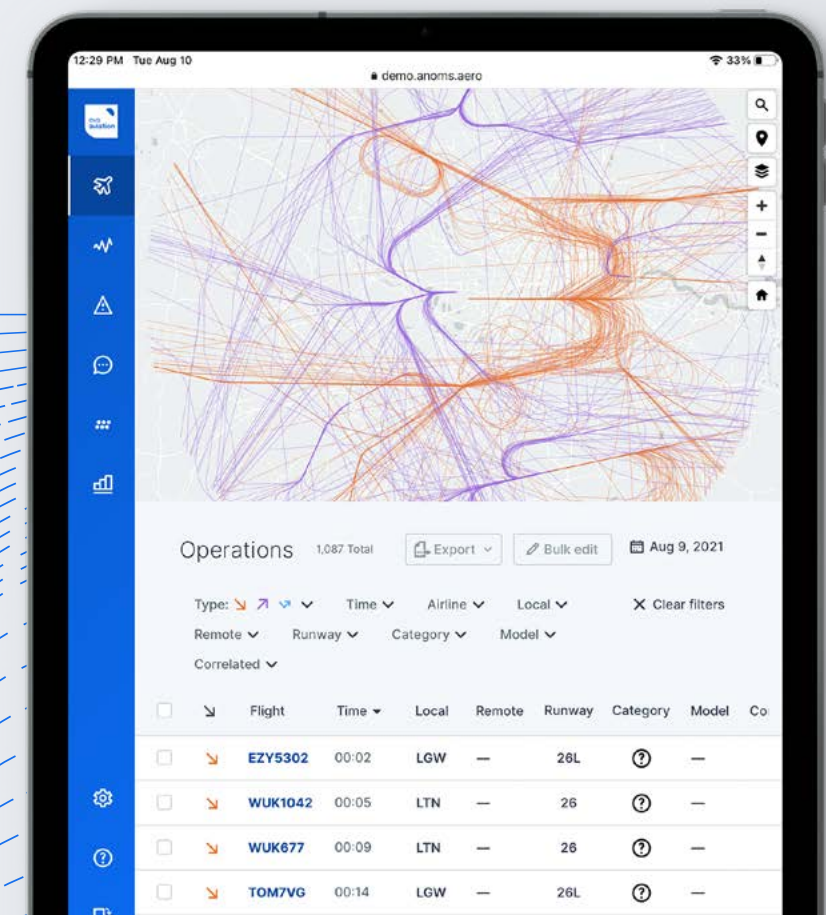 12:29 PM Tue Aug 10
demo.anoms.aero
33%
aviation
Operations 1,087 Total Export Bulk edit Aug 9, 2021
Type: Time Airline Local Clear filters
Remote Runway Category Model
Correlated
Flight Time Local Remote Runway Category Model Co
EZY5302 00:02 LGW — 26L ? —
WUK1042 00:05 LTN — 26 ? —
WUK677 00:09 LTN — 26 ? —
TOM7VG 00:14 LGW — 26L ? —